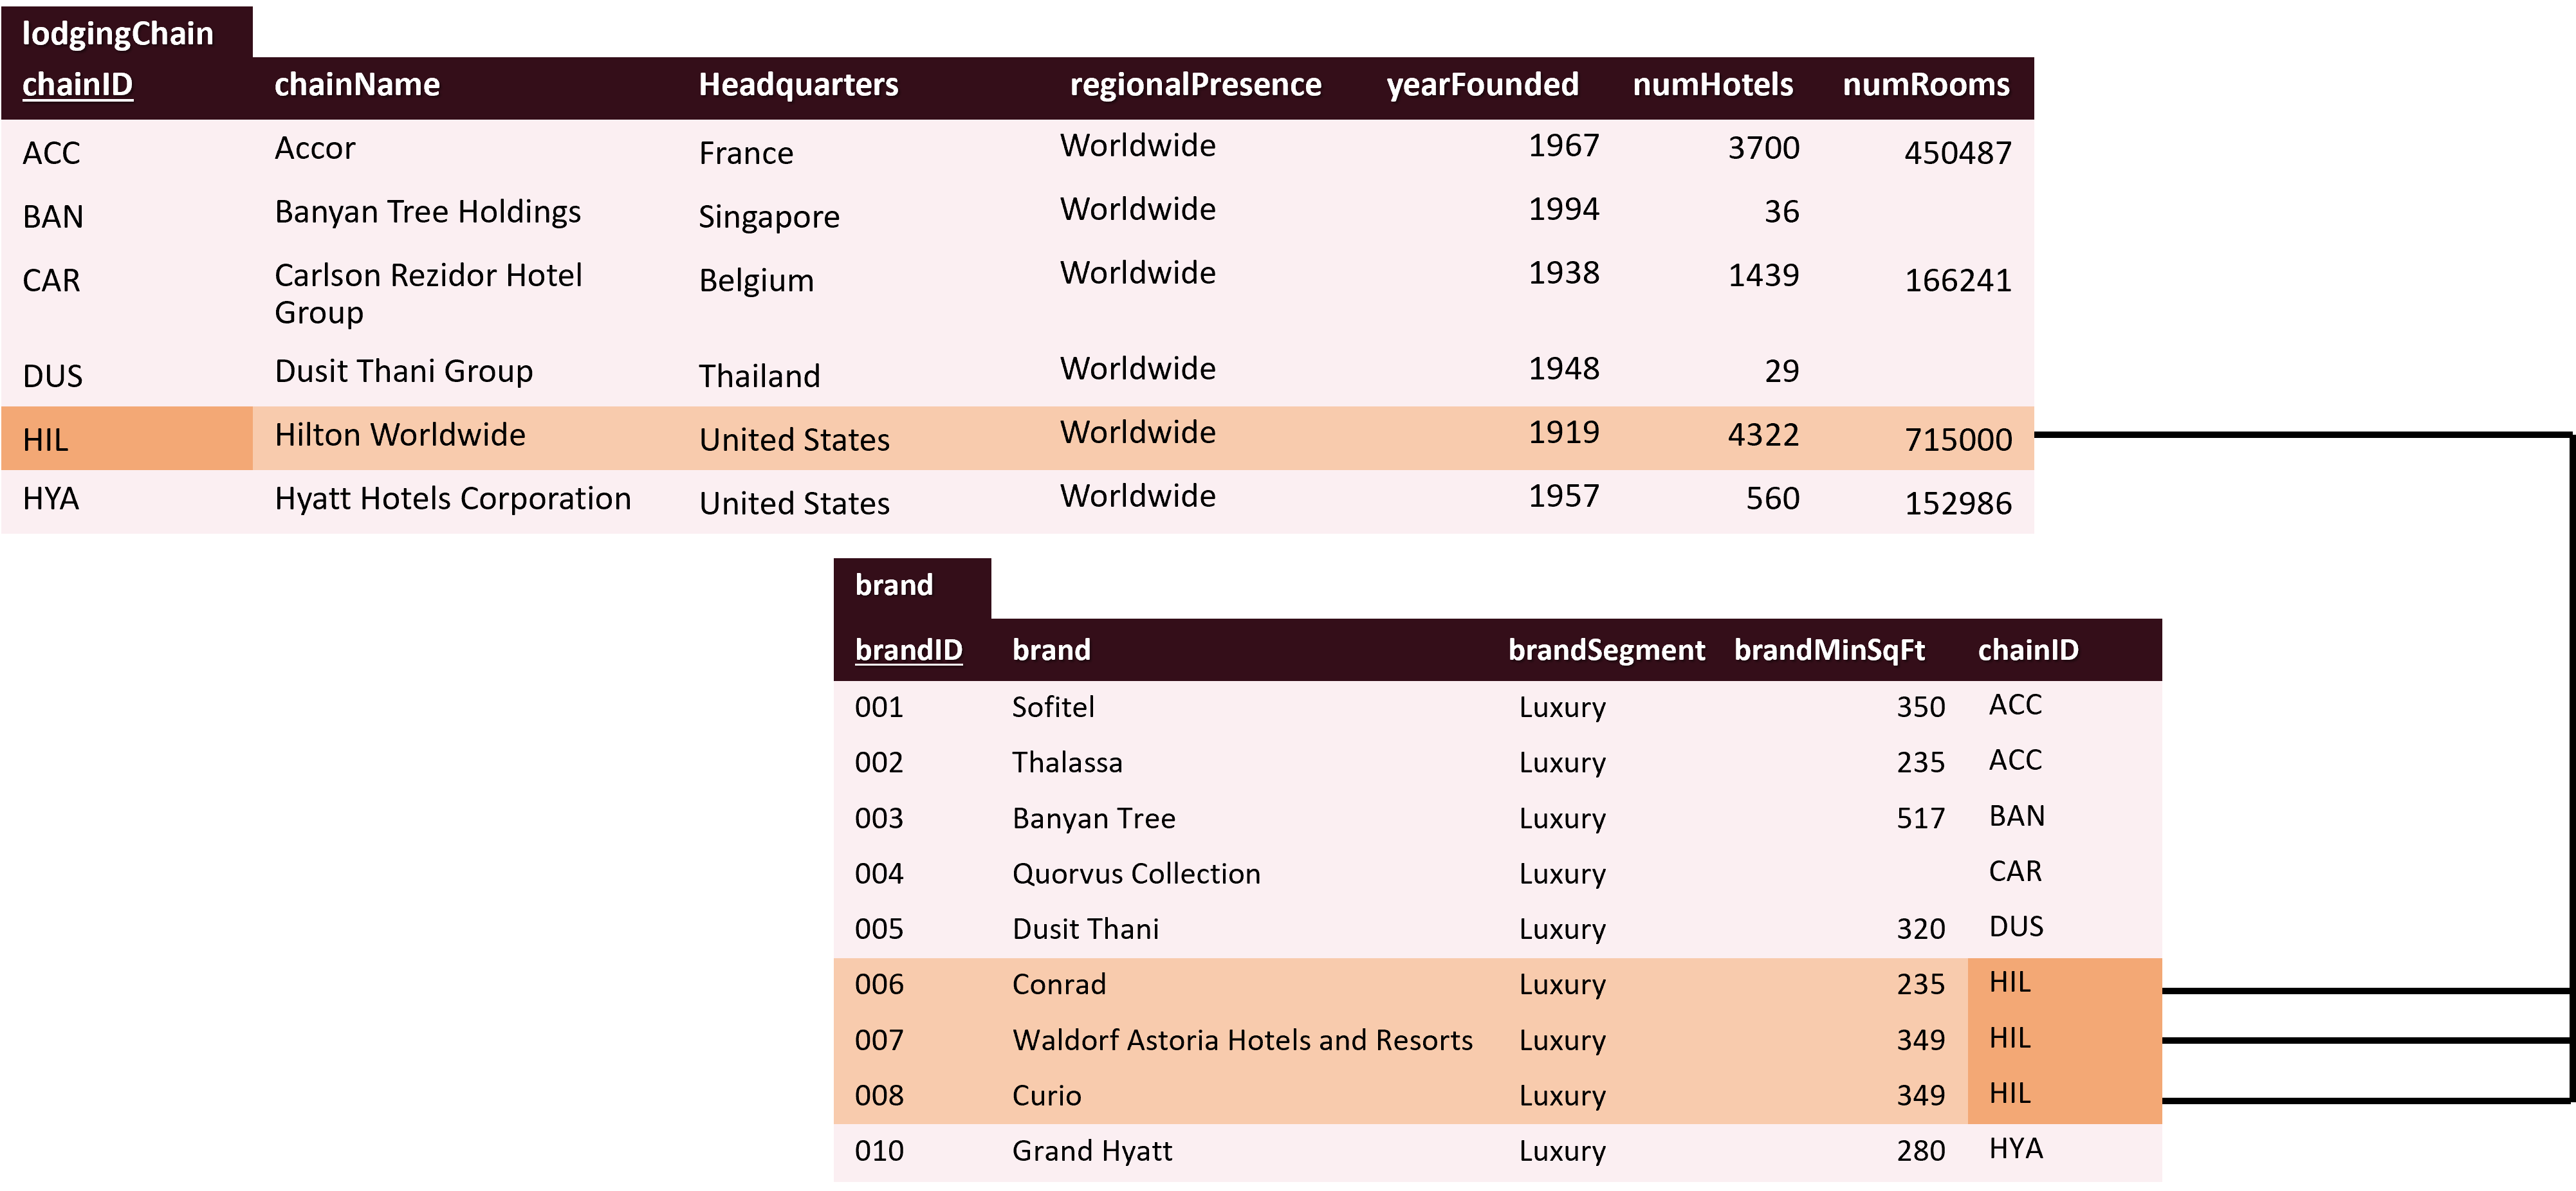 lodgingChain
chainID chainName Headquarters regionalPresence yearFounded numHotels numRooms
ACC Accor France Worldwide 1967 3700 450487
BAN Banyan Tree Holdings Singapore Worldwide 1994 36
CAR Carlson Rezidor Hotel Belgium Worldwide 1938 1439 166241
Group
DUS Dusit Thani Group Thailand Worldwide 1948 29
HIL Hilton Worldwide United States Worldwide 1919 4322 715000
HYA Hyatt Hotels Corporation United States Worldwide 1957 560 152986
brand
brandID brand brandSegment brandMinSqFt chainID
001 Sofitel Luxury 350 ACC
002 Thalassa Luxury 235 ACC
003 Banyan Tree Luxury 517 BAN
004 Quorvus Collection Luxury CAR
005 Dusit Thani Luxury 320 DUS
006 Conrad Luxury 235 HIL
007 Waldorf Astoria Hotels and Resorts Luxury 349 HIL
008 Curio Luxury 349 HIL
010 Grand Hyatt Luxury 280 HYA